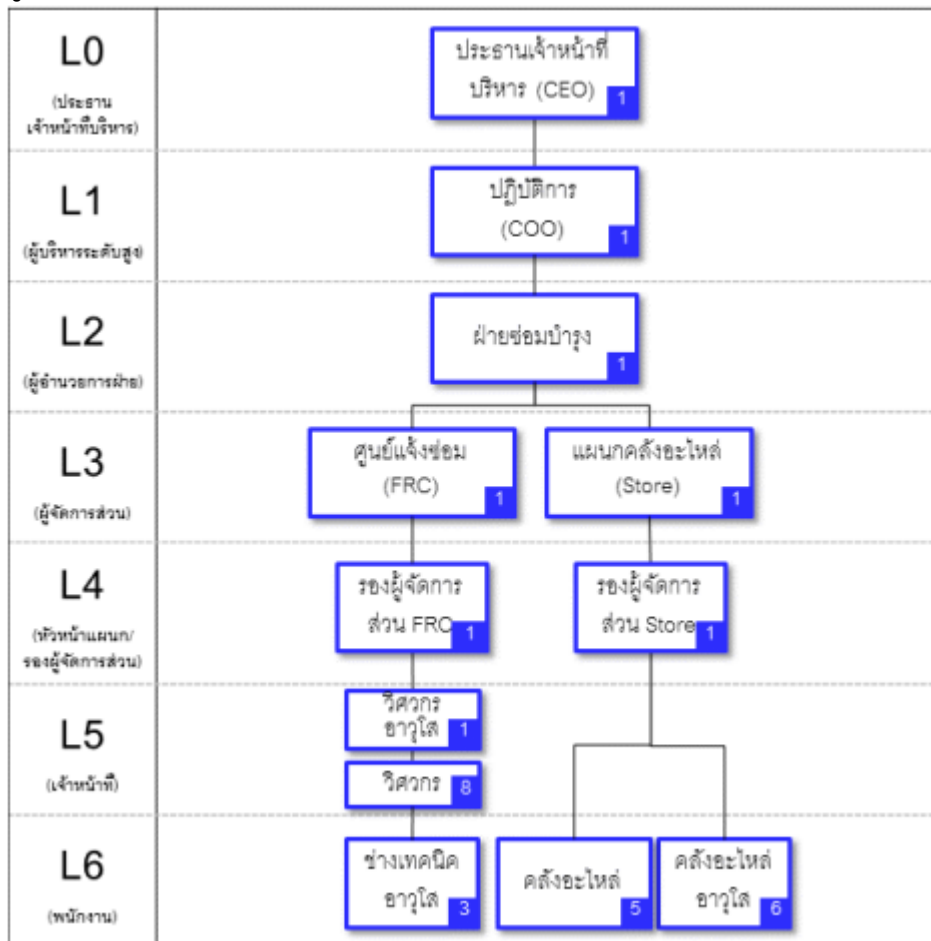 L0
(ประธาน
เจ้าหน้าที่บริหาร)
ประธานเจ้าหน้าที่
บริหาร (CEO)
1
L1
(ผู้บริหารระดับสูง)
ปฏิบัติการ
(COO)
1
L2
(ผู้อำนวยการฝ่าย)
ฝ่ายซ่อมบำรุง
1
L3
(ผู้จัดการส่วน)
ศูนย์แจ้งซ่อม
(FRC)
1
แผนกคลังอะไหล่
(Store)
1
L4
(หัวหน้าแผนก/
รองผู้จัดการส่วน)
รองผู้จัดการ
ส่วน FRC
1
รองผู้จัดการ
ส่วน Store
1
L5
(เจ้าหน้าที่)
วิศวกร
อาวุโส
1
วิศวกร
8
L6
(พนักงาน)
ช่างเทคนิค
อาวุโส
3
คลังอะไหล่
5
คลังอะไหล่
อาวุโส
6